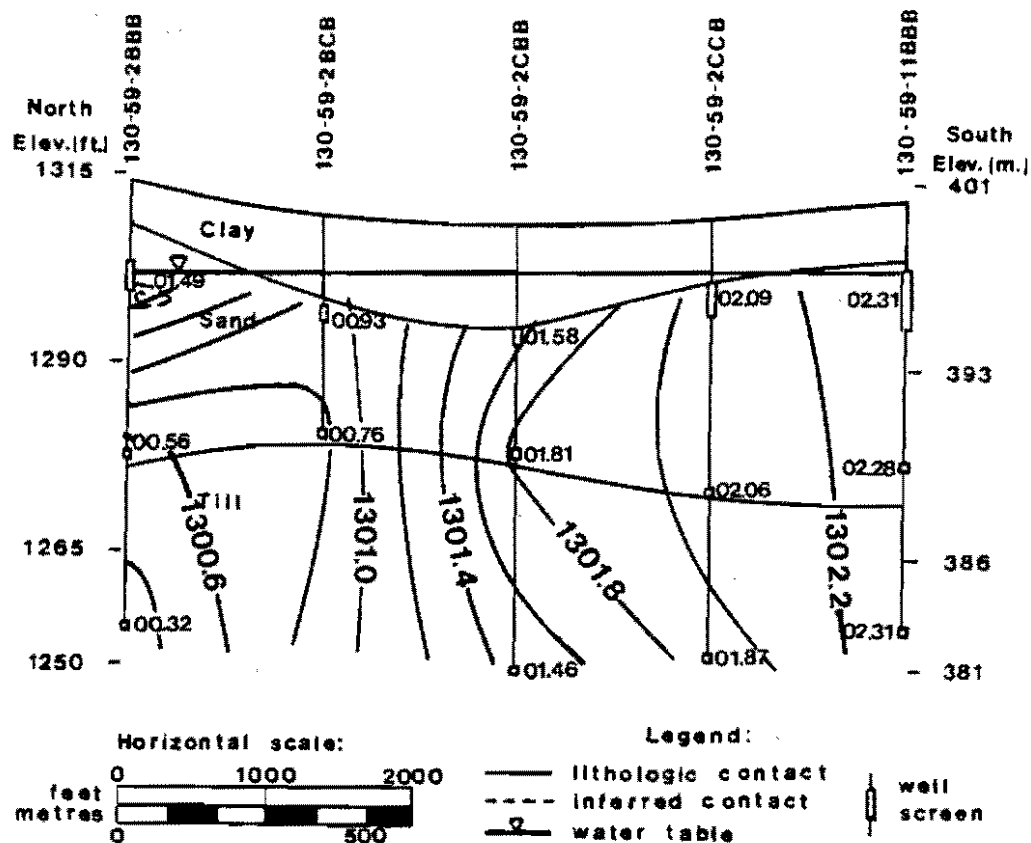 130-59-2BBB
130-59-2BCB
130-59-2CBB
130-59-2CCB
130-59-11BBB
North
Elev.(ft.)
South
Elev.(m.)
1315
401
Clay
01.49
Sand
00.93
01.58
02.09
02.31
1290
393
00.56
00.76
01.81
02.06
02.28
Till
1300.6
1301.0
1301.4
1301.8
1302.2
1265
386
00.32
02.31
1250
01.46
01.87
381
Horizontal scale:
0 1000 2000
feet
metres
0 500
Legend:
lithologic contact
inferred contact
water table
well
screen